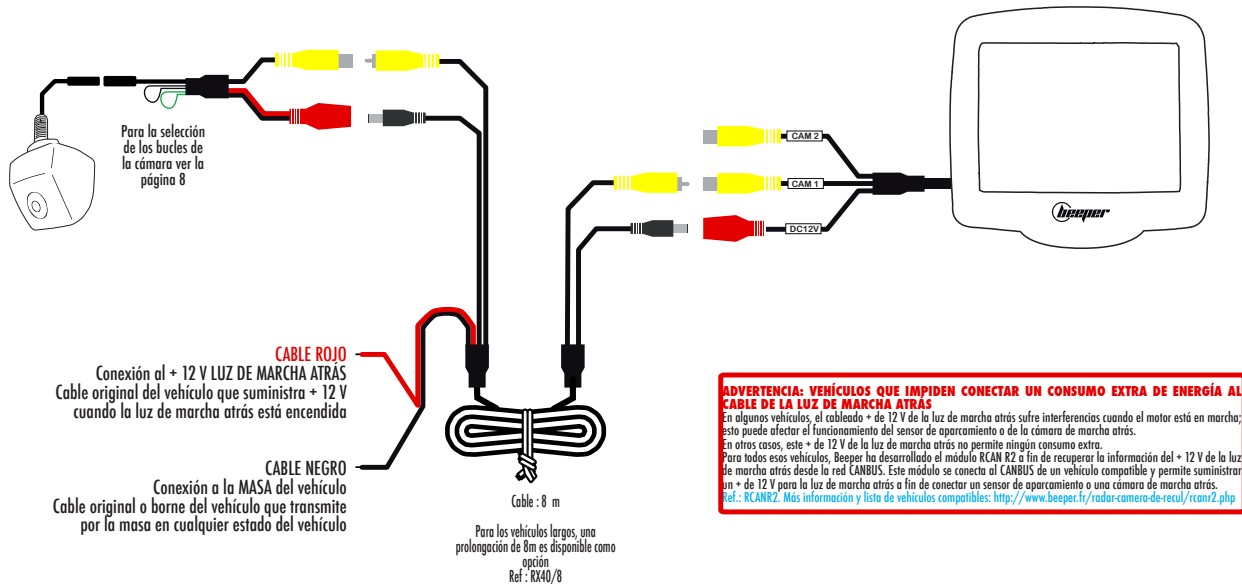 Para la selección
de los bucles de
la cámara ver la
página 8
CAM 2
CAM 1
DC12V
beeper
CABLE ROJO
Conexión al + 12 V LUZ DE MARCHA ATRÁS
Cable original del vehículo que suministra + 12 V
cuando la luz de marcha atrás está encendida
CABLE NEGRO
Conexión a la MASA del vehículo
Cable original o borne del vehículo que transmite
por la masa en cualquier estado del vehículo
Cable : 8 m
Para los vehículos largos, una
prolongación de 8m es disponible como
opción
Ref : RX40/8
ADVERTENCIA: VEHÍCULOS QUE IMPIDEN CONECTAR UN CONSUMO EXTRA DE ENERGÍA AL
CABLE DE LA LUZ DE MARCHA ATRÁS
En algunos vehículos, el cableado + de 12 V de la luz de marcha atrás sufre interferencias cuando el motor está en marcha;
esto puede afectar el funcionamiento del sensor de aparcamiento o de la cámara de marcha atrás.
En otros casos, este + de 12 V de la luz de marcha atrás no permite ningún consumo extra.
Para todos esos vehículos, Beeper ha desarrollado el módulo RCAN R2 a fin de recuperar la información del + 12 V de la luz
de marcha atrás desde la red CANBUS. Este módulo se conecta al CANBUS de un vehículo compatible y permite suministrar
un + de 12 V para la luz de marcha atrás a fin de conectar un sensor de aparcamiento o una cámara de marcha atrás.
Ref.: RCANR2. Más información y lista de vehículos compatibles: http://www.beeper.fr/radar-camera-de-recul/rcanr2.php